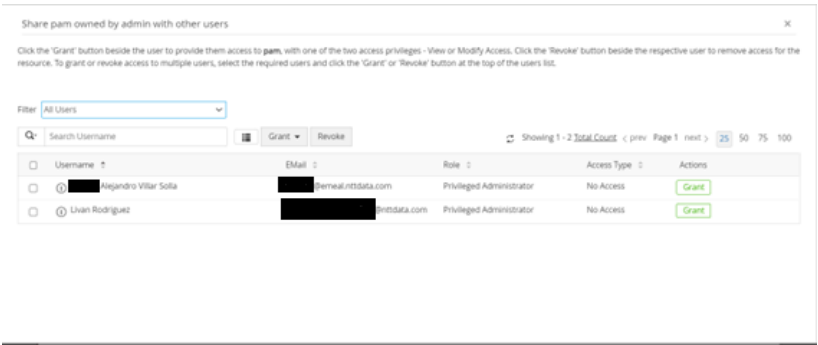 Share pam owned by admin with other users ×
Click the 'Grant' button beside the user to provide them access to pam, with one of the two access privileges - View or Modify Access. Click the 'Revoke' button beside the respective user to remove access for the
resource. To grant or revoke access to multiple users, select the required users and click the 'Grant' or 'Revoke' button at the top of the users list.
Filter All Users
Search Username Grant Revoke Showing 1 - 2 Total Count < prev Page 1 next > 25 50 75 100
Username EMail Role Access Type Actions
Alejandro Villar Solla @emeal.nttdata.com Privileged Administrator No Access Grant
Livan Rodriguez @nttdata.com Privileged Administrator No Access Grant